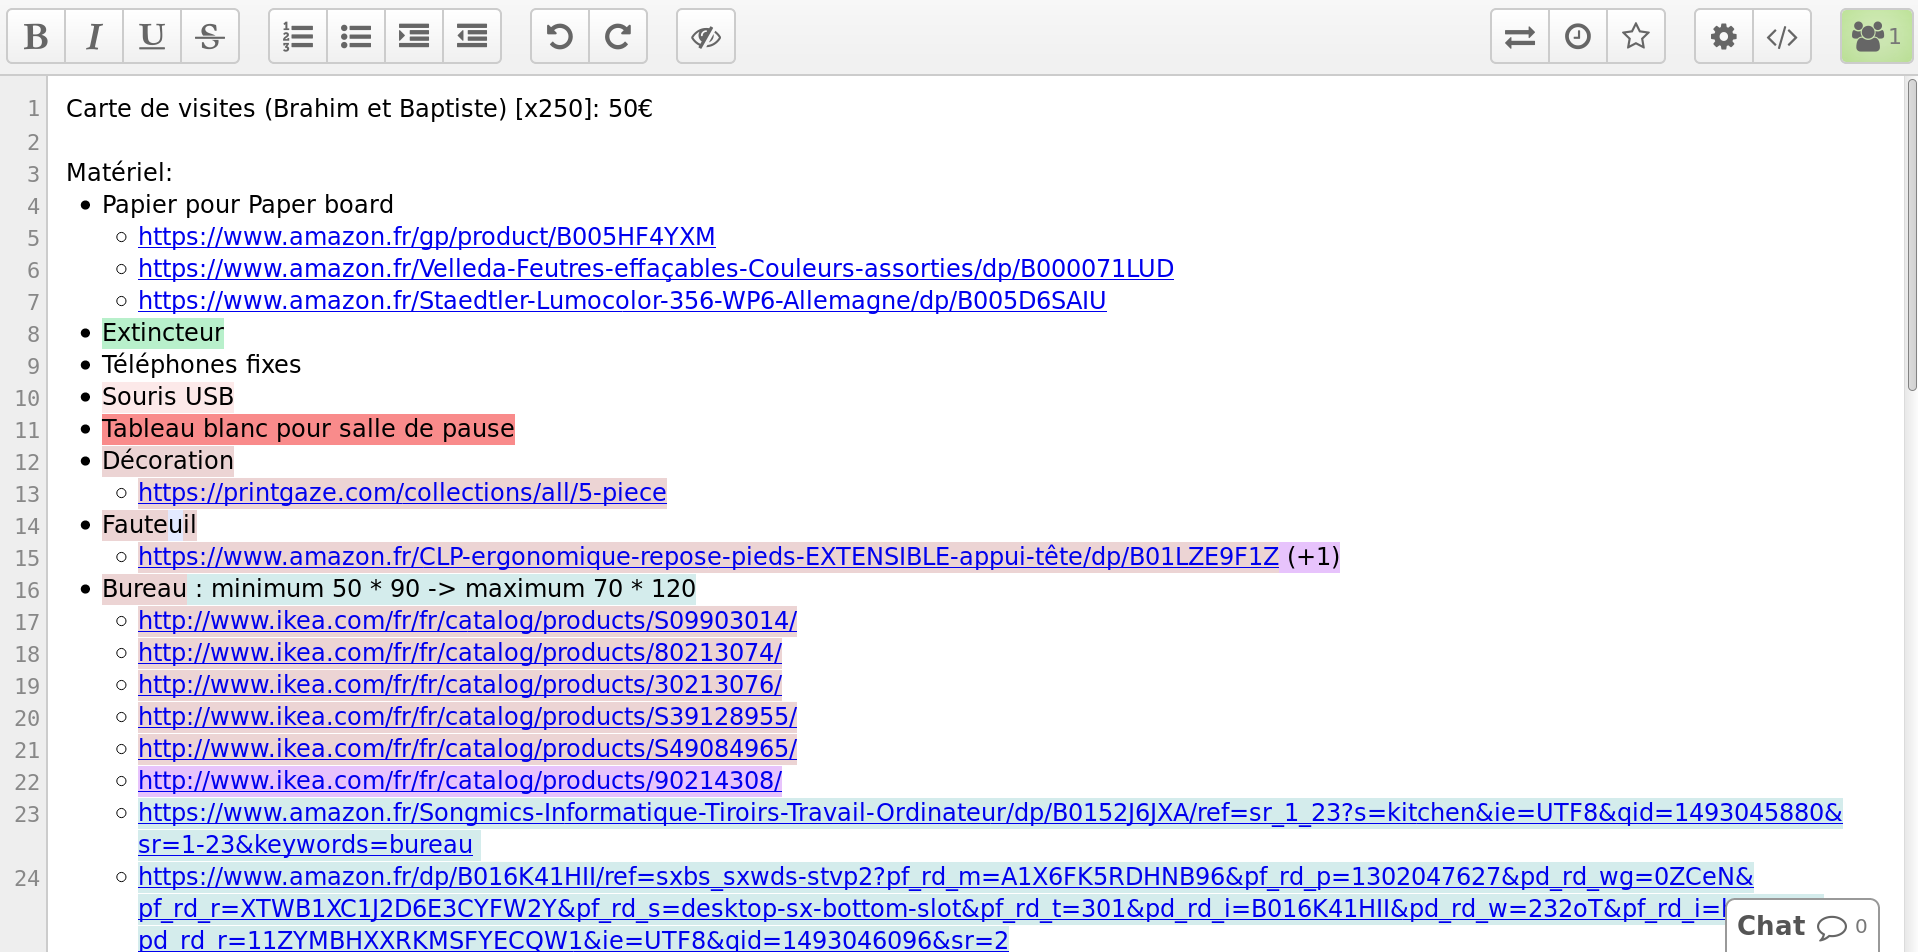 B I U S 1
1 Carte de visites (Brahim et Baptiste) [x250]: 50€
2
3 Matériel:
4 Papier pour Paper board
5 https://www.amazon.fr/gp/product/B005HF4YXM
6 https://www.amazon.fr/Velleda-Feutres-effaçables-Couleurs-assorties/dp/B000071LUD
7 https://www.amazon.fr/Staedtler-Lumocolor-356-WP6-Allemagne/dp/B005D6SAIU
8 Extincteur
9 Téléphones fixes
10 Souris USB
11 Tableau blanc pour salle de pause
12 Décoration
13 https://printgaze.com/collections/all/5-piece
14 Fauteuil
15 https://www.amazon.fr/CLP-ergonomique-repose-pieds-EXTENSIBLE-appui-tête/dp/B01LZE9F1Z (+1)
16 Bureau : minimum 50 * 90 -> maximum 70 * 120
17 http://www.ikea.com/fr/fr/catalog/products/S09903014/
18 http://www.ikea.com/fr/fr/catalog/products/80213074/
19 http://www.ikea.com/fr/fr/catalog/products/30213076/
20 http://www.ikea.com/fr/fr/catalog/products/S39128955/
21 http://www.ikea.com/fr/fr/catalog/products/S49084965/
22 http://www.ikea.com/fr/fr/catalog/products/90214308/
23 https://www.amazon.fr/Songmics-Informatique-Tiroirs-Travail-Ordinateur/dp/B0152J6JXA/ref=sr_1_23?s=kitchen&ie=UTF8&qid=1493045880&
sr=1-23&keywords=bureau
24 https://www.amazon.fr/dp/B016K41HII/ref=sxbs_sxwds-stvp2?pf_rd_m=A1X6FK5RDHNB96&pf_rd_p=1302047627&pd_rd_wg=0ZCeN&
pf_rd_r=XTWB1XC1J2D6E3CYFW2Y&pf_rd_s=desktop-sx-bottom-slot&pf_rd_t=301&pd_rd_i=B016K41HII&pd_rd_w=232oT&pf_rd_i=
pd_rd_r=11ZYMBHXXRKMSFYECQW1&ie=UTF8&qid=1493046096&sr=2
Chat 0